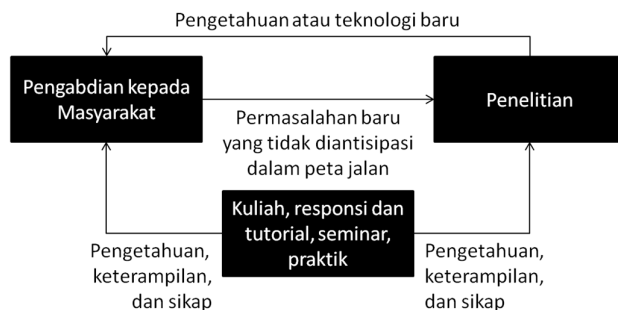 Pengetahuan atau teknologi baru
Pengabdian kepada
Masyarakat
Penelitian
Permasalahan baru
yang tidak diantisipasi
dalam peta jalan
Kuliah, responsi dan
tutorial, seminar,
praktik
Pengetahuan,
keterampilan,
dan sikap
Pengetahuan,
keterampilan,
dan sikap